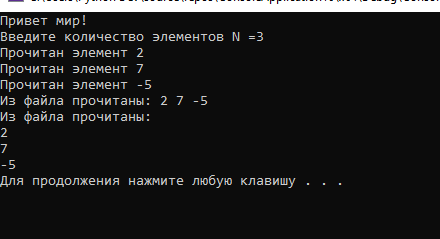 Привет мир!
Введите количество элементов N =3
Прочитан элемент 2
Прочитан элемент 7
Прочитан элемент -5
Из файла прочитаны: 2 7 -5
Из файла прочитаны:
2
7
-5
Для продолжения нажмите любую клавишу . . .